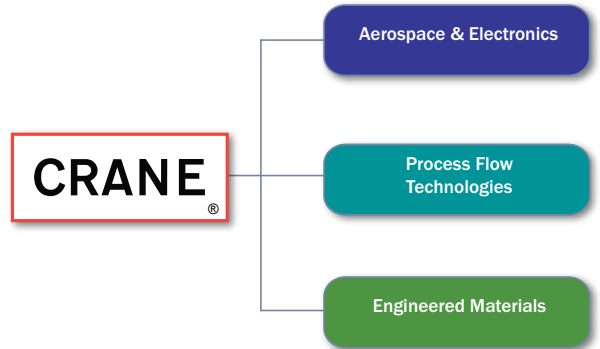 CRANE
®
Aerospace & Electronics
Process Flow
Technologies
Engineered Materials